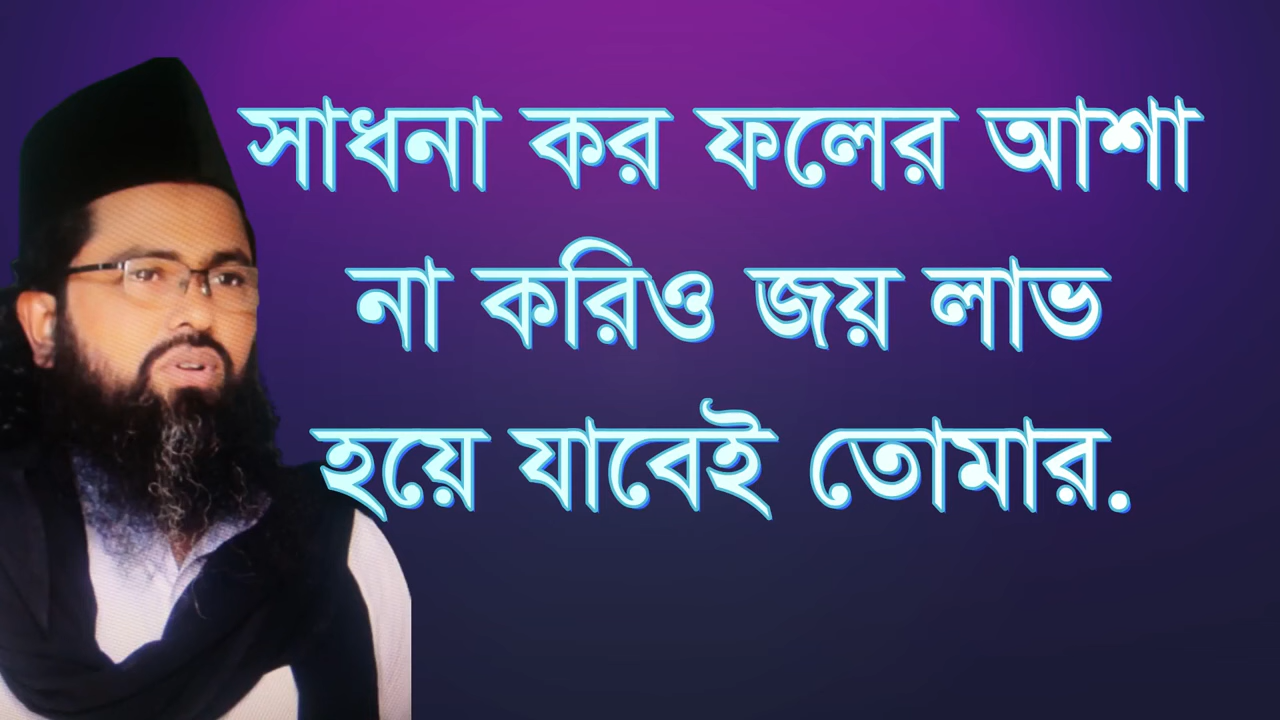 সাধনা কর ফলের আশা
না করিও জয় লাভ
হয়ে যাবেই তোমার.